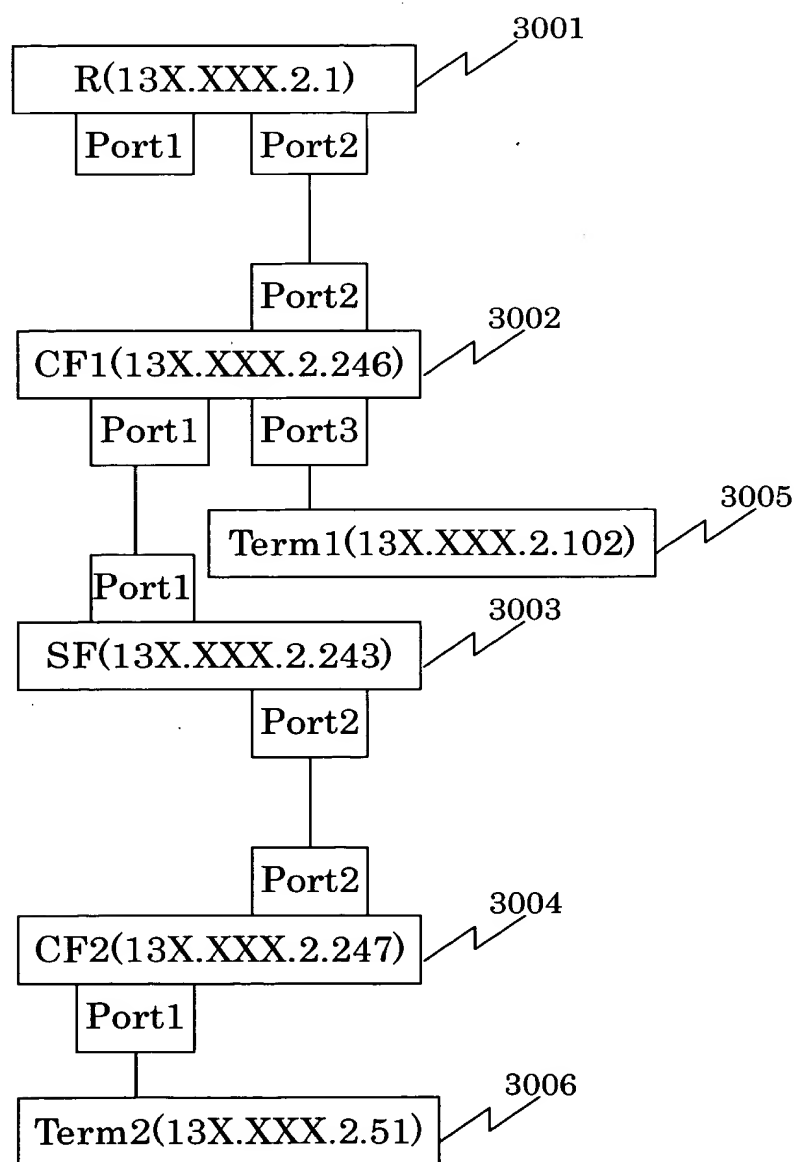 3001
R(13X.XXX.2.1)
Port1 Port2
Port2
3002
CF1(13X.XXX.2.246)
Port1 Port3
3005
Term1(13X.XXX.2.102)
Port1
3003
SF(13X.XXX.2.243)
Port2
Port2
3004
CF2(13X.XXX.2.247)
Port1
3006
Term2(13X.XXX.2.51)